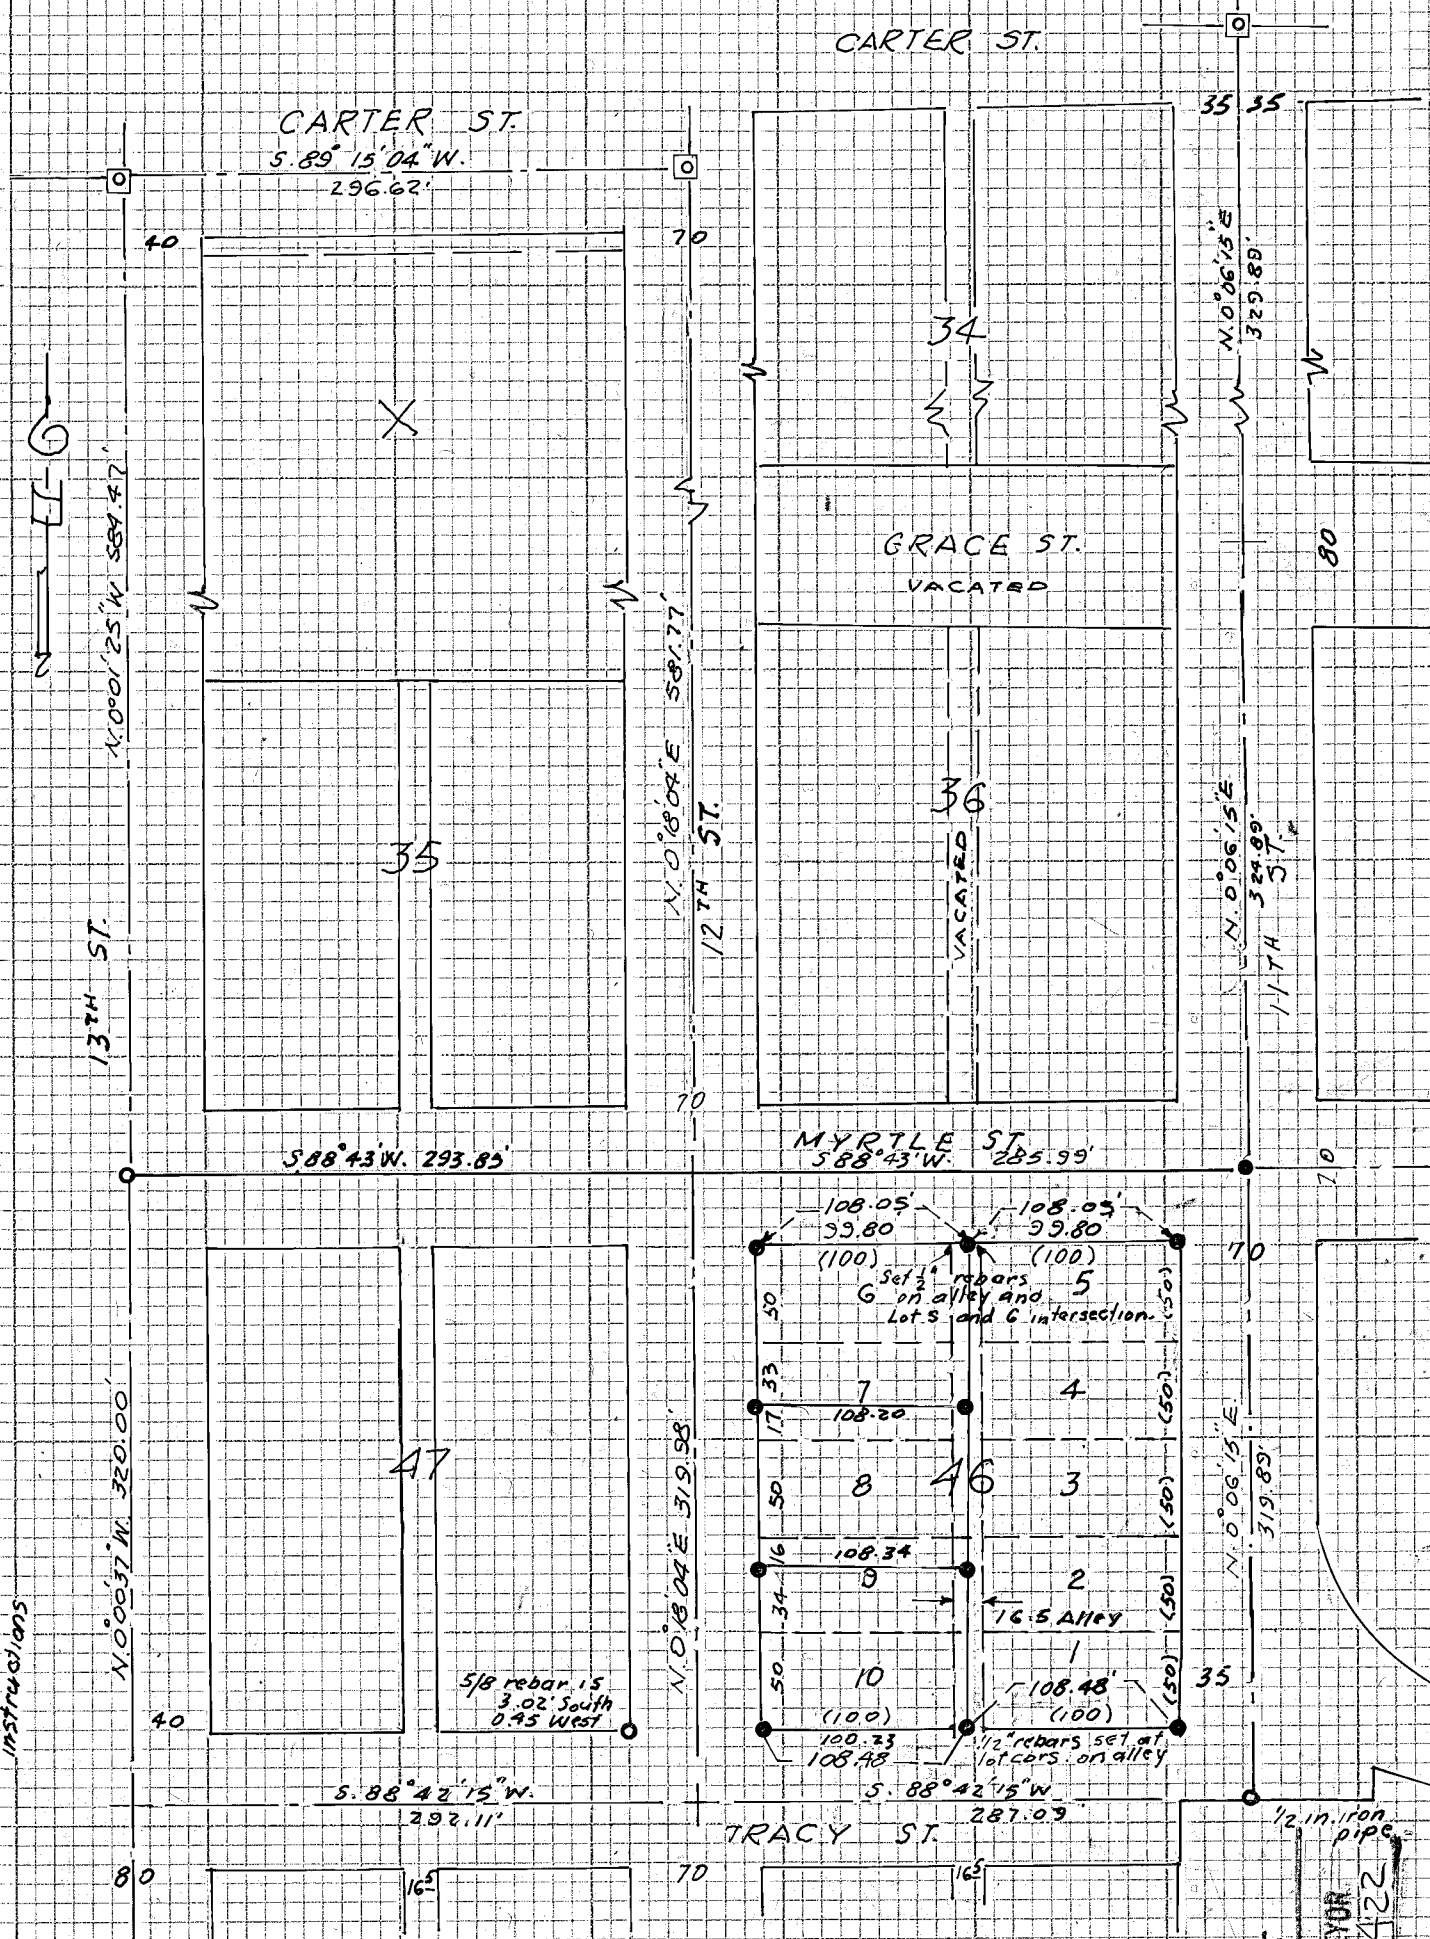 CARTER ST.
35 35
CARTER ST.
S.89° 15' 04" W.
296.62'
40
70
N.0°06'15"E
329.89'
34
X
N.0°01'25"W 584.47'
GRACE ST.
VACATED
80
N.0°18'04"E 581.77'
12TH ST.
36
VACATED
35
N.0°06'15"E
324.89'
11TH ST.
13TH ST.
70
MYRTLE ST.
S88°43'W. 293.85'
S88°43'W. 285.99'
70
108.05'
99.80
(100)
108.05'
99.80
(100)
70
Set 1/2" rebars
on alley and
Lot 5 and 6 intersection.
6
5
50
(50)
33
7
4
17
108.20
(50)
N.0°00'37"W. 320.00'
47
N.0°18'04"E 319.98'
50
8
46
3
(50)
N.0°06'15"E.
319.89'
16
108.34
9
2
34
16.5 Alley
(50)
1
instructions
5/8 rebar is
3.02' South
0.45 West
50
10
108.48'
(50)
35
40
(100)
100.23
108.48
(100)
1/2" rebars set at
lot cors. on alley
S. 88°42'15"W.
292.11'
S. 88°42'15"W
287.09'
TRACY ST.
1/2 in. iron
pipe
80
16 5
70
16 5
YOR
422